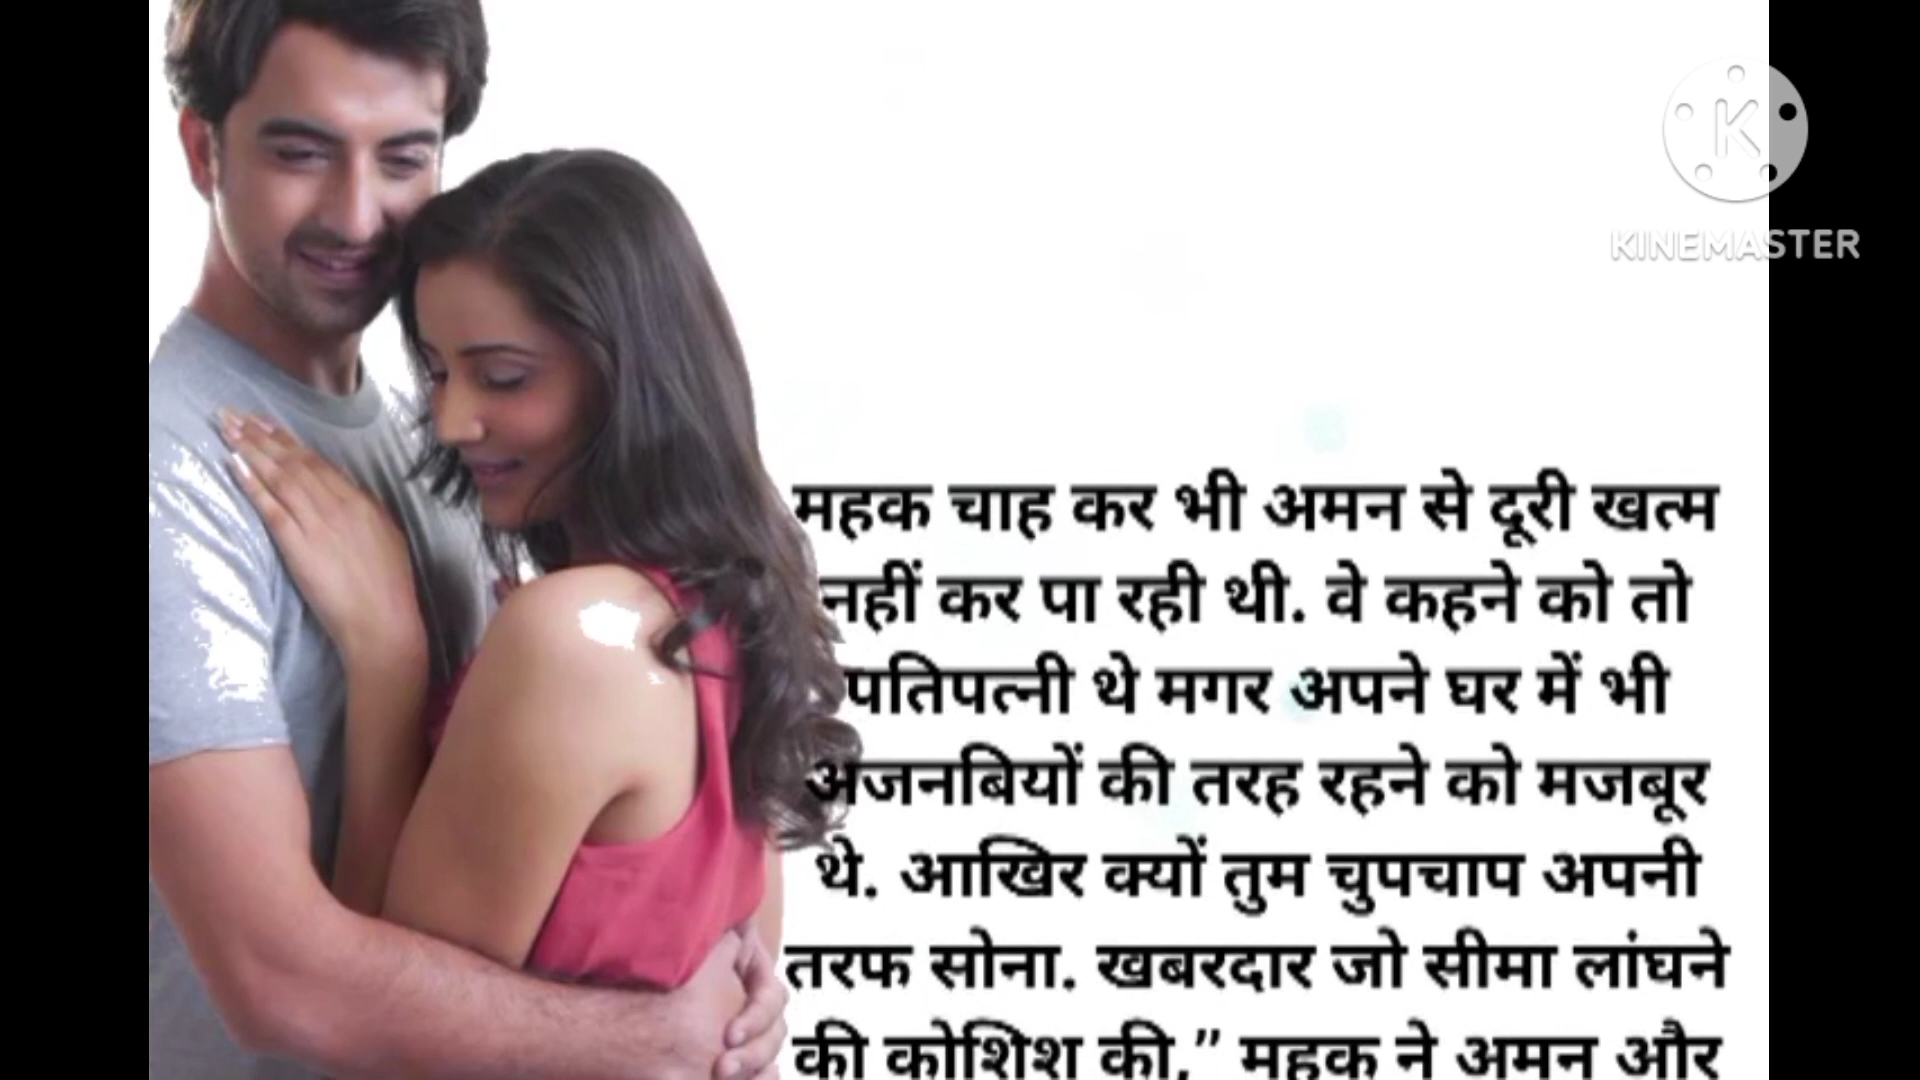 KINEMASTER
महक चाह कर भी अमन से दूरी खत्म
नहीं कर पा रही थी. वे कहने को तो
पतिपत्नी थे मगर अपने घर में भी
अजनबियों की तरह रहने को मजबूर
थे. आखिर क्यों तुम चुपचाप अपनी
तरफ सोना. खबरदार जो सीमा लांघने
की कोशिश की,” महक ने अमन और